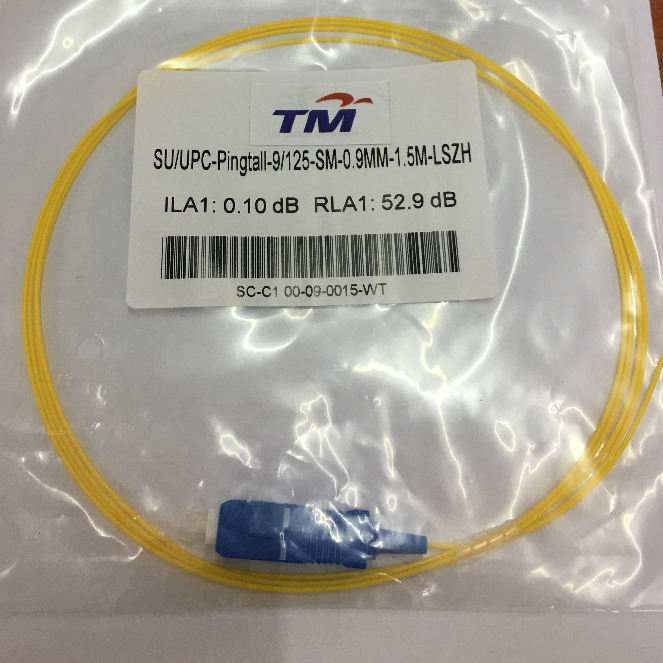 TM
SU/UPC-Pingtall-9/125-SM-0.9MM-1.5M-LSZH
ILA1: 0.10 dB RLA1: 52.9 dB
SC-C1 00-09-0015-WT